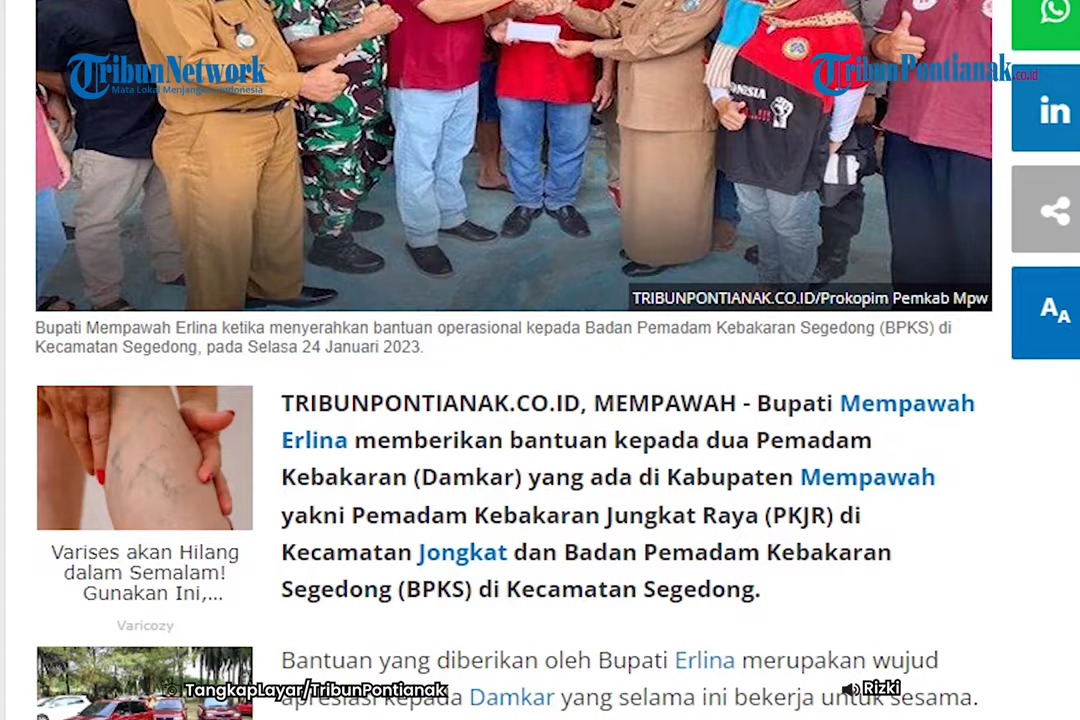 TribunNetwork
Mata Lokal Menjangkau Indonesia
TribunPontianak.co.id
TRIBUNPONTIANAK.CO.ID/Prokopim Pemkab Mpw
Bupati Mempawah Erlina ketika menyerahkan bantuan operasional kepada Badan Pemadam Kebakaran Segedong (BPKS) di
Kecamatan Segedong, pada Selasa 24 Januari 2023.
in
AA
TRIBUNPONTIANAK.CO.ID, MEMPAWAH - Bupati Mempawah
Erlina memberikan bantuan kepada dua Pemadam
Kebakaran (Damkar) yang ada di Kabupaten Mempawah
yakni Pemadam Kebakaran Jungkat Raya (PKJR) di
Kecamatan Jongkat dan Badan Pemadam Kebakaran
Segedong (BPKS) di Kecamatan Segedong.
Varises akan Hilang
dalam Semalam!
Gunakan Ini,...
Varicozy
Bantuan yang diberikan oleh Bupati Erlina merupakan wujud
apresiasi kepada Damkar yang selama ini bekerja untuk sesama.
TangkapLayar/TribunPontianak
Rizki